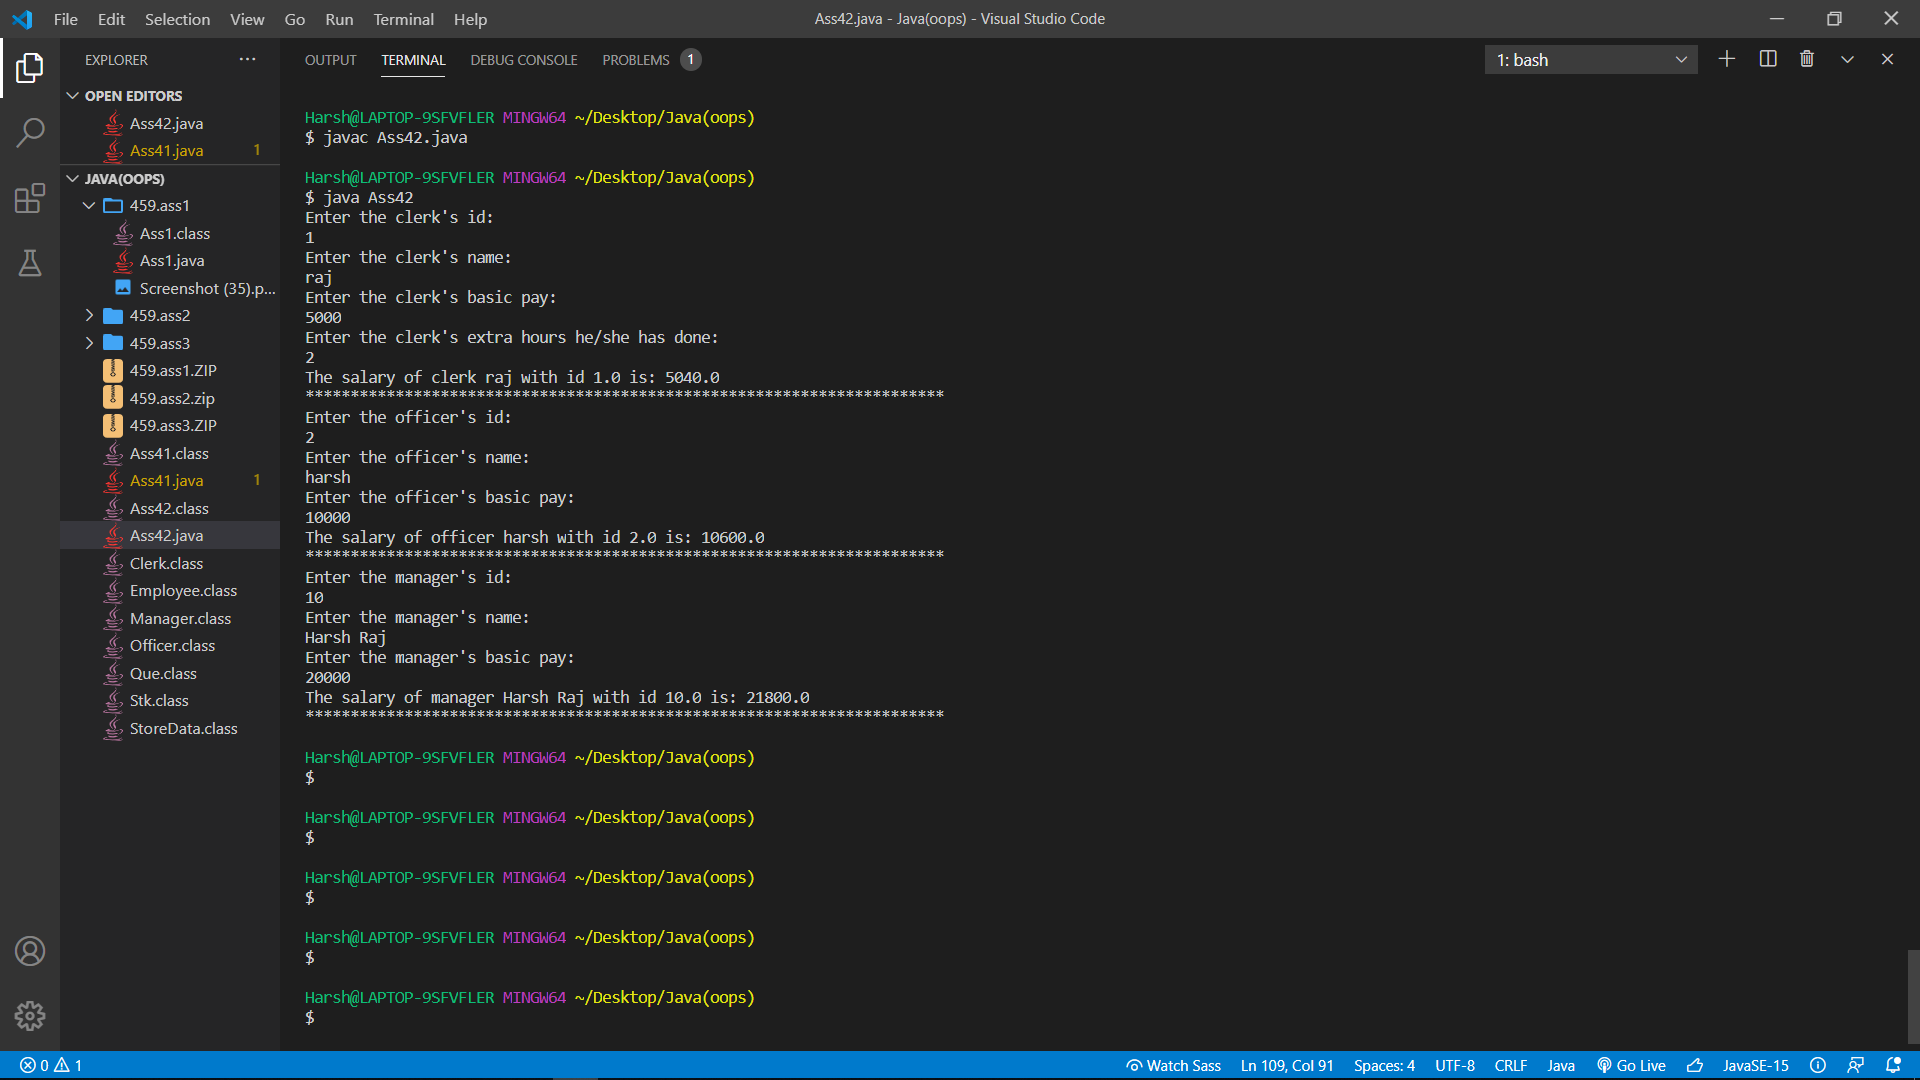 File Edit Selection View Go Run Terminal Help
Ass42.java - Java(oops) - Visual Studio Code
EXPLORER
OPEN EDITORS
Ass42.java
Ass41.java 1
JAVA(OOPS)
459.ass1
Ass1.class
Ass1.java
Screenshot (35).p...
459.ass2
459.ass3
459.ass1.ZIP
459.ass2.zip
459.ass3.ZIP
Ass41.class
Ass41.java 1
Ass42.class
Ass42.java
Clerk.class
Employee.class
Manager.class
Officer.class
Que.class
Stk.class
StoreData.class
OUTPUT TERMINAL DEBUG CONSOLE PROBLEMS 1
1: bash
Harsh@LAPTOP-9SFVFLER MINGW64 ~/Desktop/Java(oops)
$ javac Ass42.java
Harsh@LAPTOP-9SFVFLER MINGW64 ~/Desktop/Java(oops)
$ java Ass42
Enter the clerk's id:
1
Enter the clerk's name:
raj
Enter the clerk's basic pay:
5000
Enter the clerk's extra hours he/she has done:
2
The salary of clerk raj with id 1.0 is: 5040.0
***********************************************************************
Enter the officer's id:
2
Enter the officer's name:
harsh
Enter the officer's basic pay:
10000
The salary of officer harsh with id 2.0 is: 10600.0
***********************************************************************
Enter the manager's id:
10
Enter the manager's name:
Harsh Raj
Enter the manager's basic pay:
20000
The salary of manager Harsh Raj with id 10.0 is: 21800.0
***********************************************************************
Harsh@LAPTOP-9SFVFLER MINGW64 ~/Desktop/Java(oops)
$
Harsh@LAPTOP-9SFVFLER MINGW64 ~/Desktop/Java(oops)
$
Harsh@LAPTOP-9SFVFLER MINGW64 ~/Desktop/Java(oops)
$
Harsh@LAPTOP-9SFVFLER MINGW64 ~/Desktop/Java(oops)
$
Harsh@LAPTOP-9SFVFLER MINGW64 ~/Desktop/Java(oops)
$
0 1 Watch Sass Ln 109, Col 91 Spaces: 4 UTF-8 CRLF Java Go Live JavaSE-15